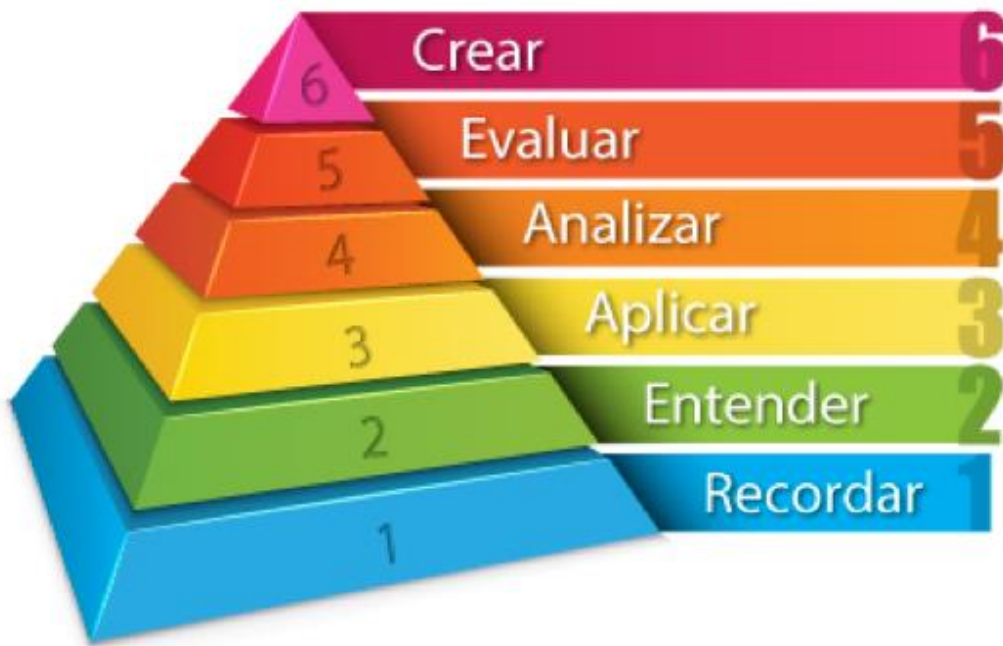 6 Crear 6
5 Evaluar 5
4 Analizar 4
3 Aplicar 3
2 Entender 2
1 Recordar 1